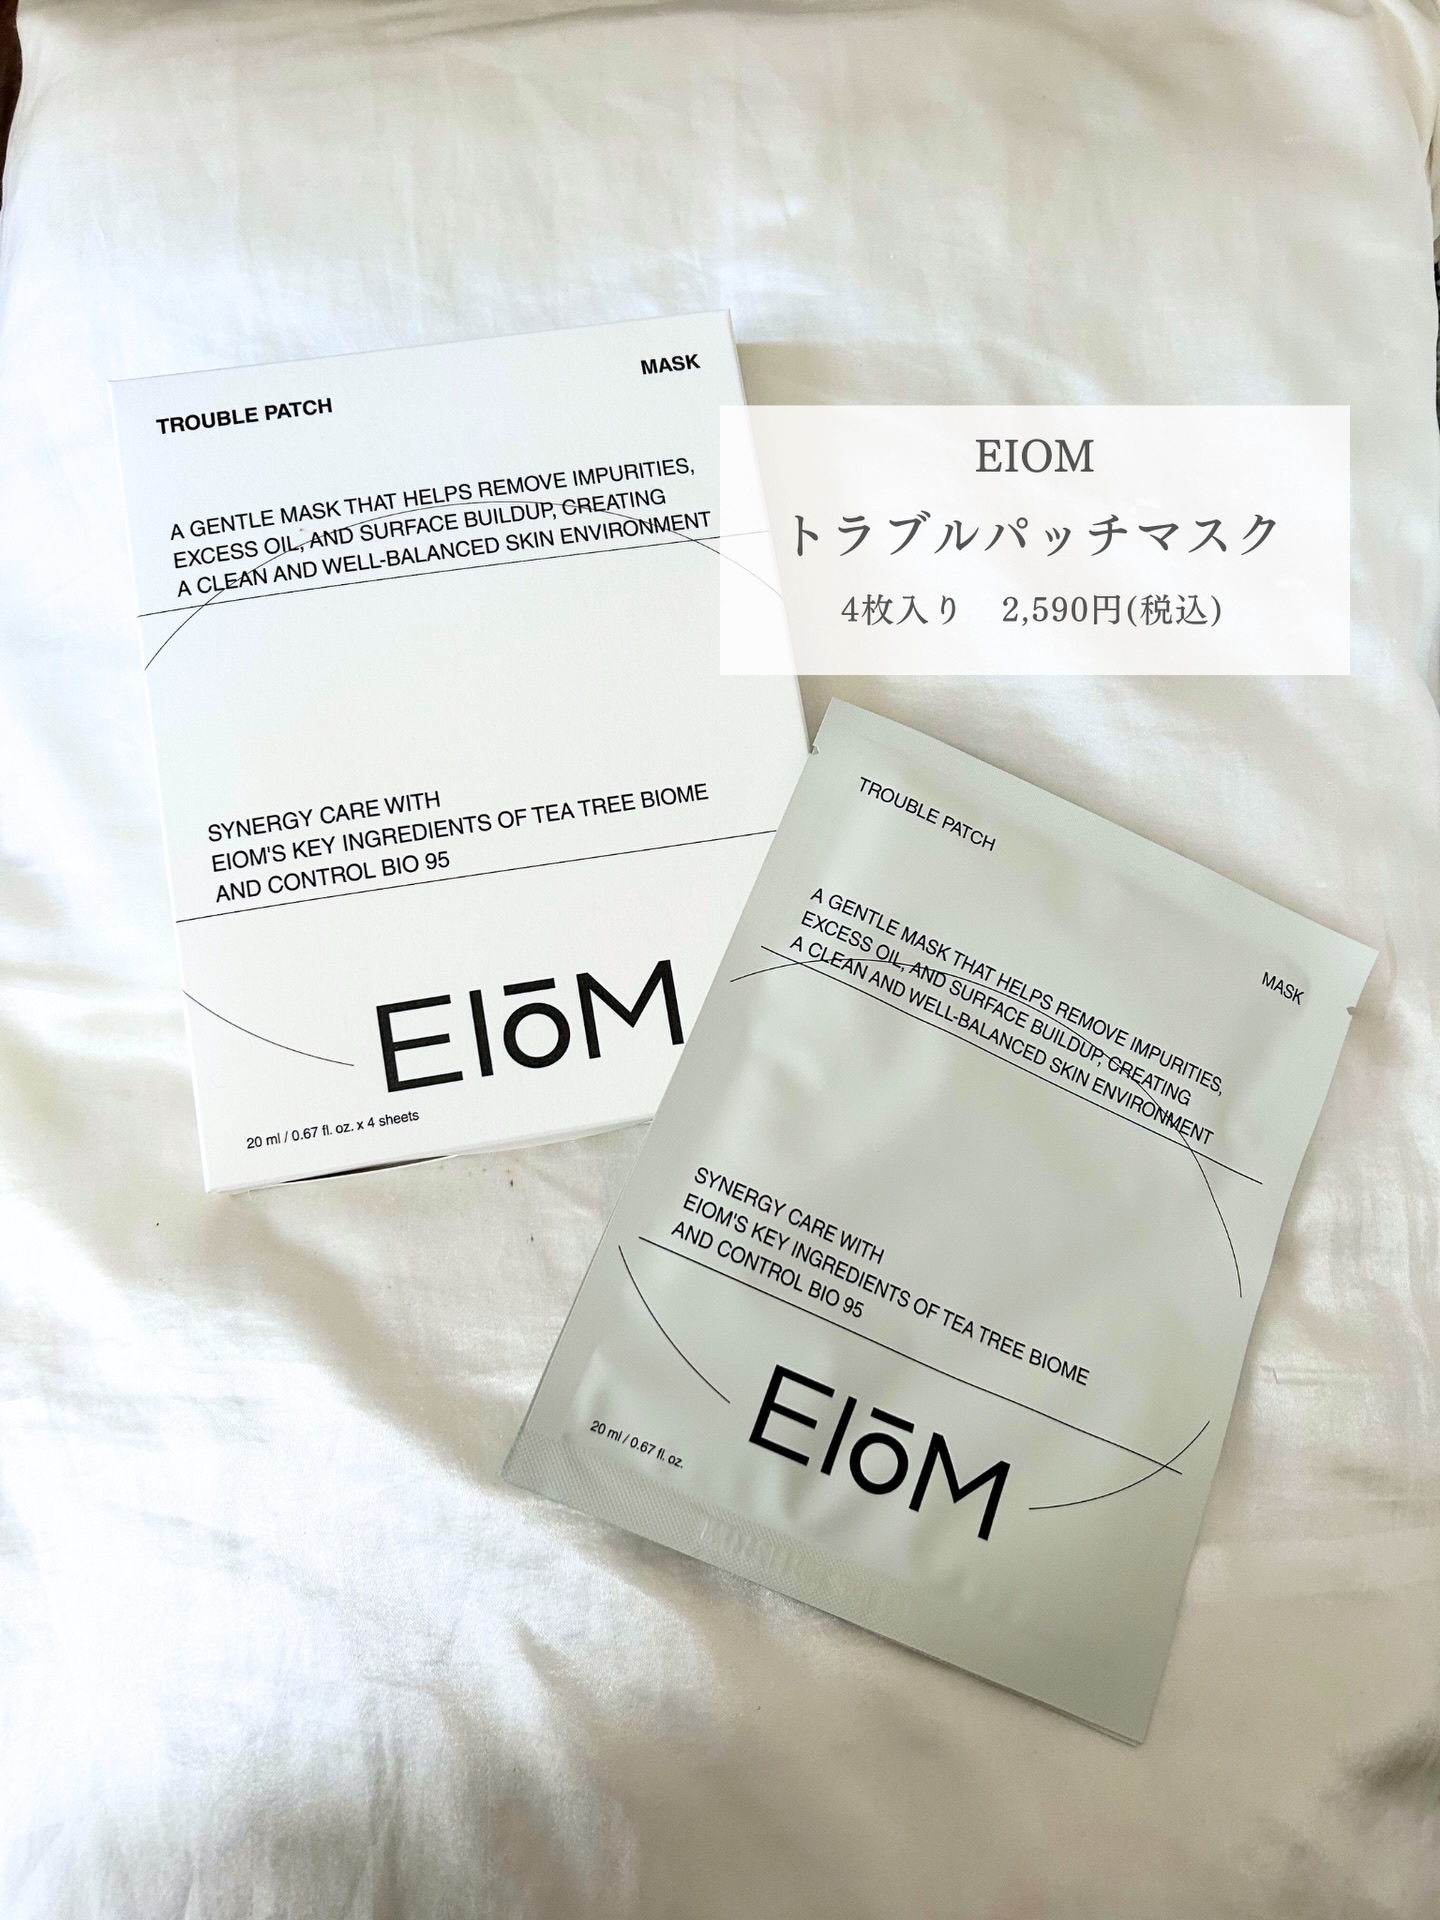 MASK
TROUBLE PATCH
A GENTLE MASK THAT HELPS REMOVE IMPURITIES,
EXCESS OIL, AND SURFACE BUILDUP, CREATING
A CLEAN AND WELL-BALANCED SKIN ENVIRONMENT
SYNERGY CARE WITH
EIOM'S KEY INGREDIENTS OF TEA TREE BIOME
AND CONTROL BIO 95
EIōM
20 ml / 0.67 fl. oz. x 4 sheets
EIOM
トラブルパッチマスク
4枚入り 2,590円(税込)
TROUBLE PATCH
MASK
A GENTLE MASK THAT HELPS REMOVE IMPURITIES,
EXCESS OIL, AND SURFACE BUILDUP, CREATING
A CLEAN AND WELL-BALANCED SKIN ENVIRONMENT
SYNERGY CARE WITH
EIOM'S KEY INGREDIENTS OF TEA TREE BIOME
AND CONTROL BIO 95
EIōM
20 ml / 0.67 fl. oz.